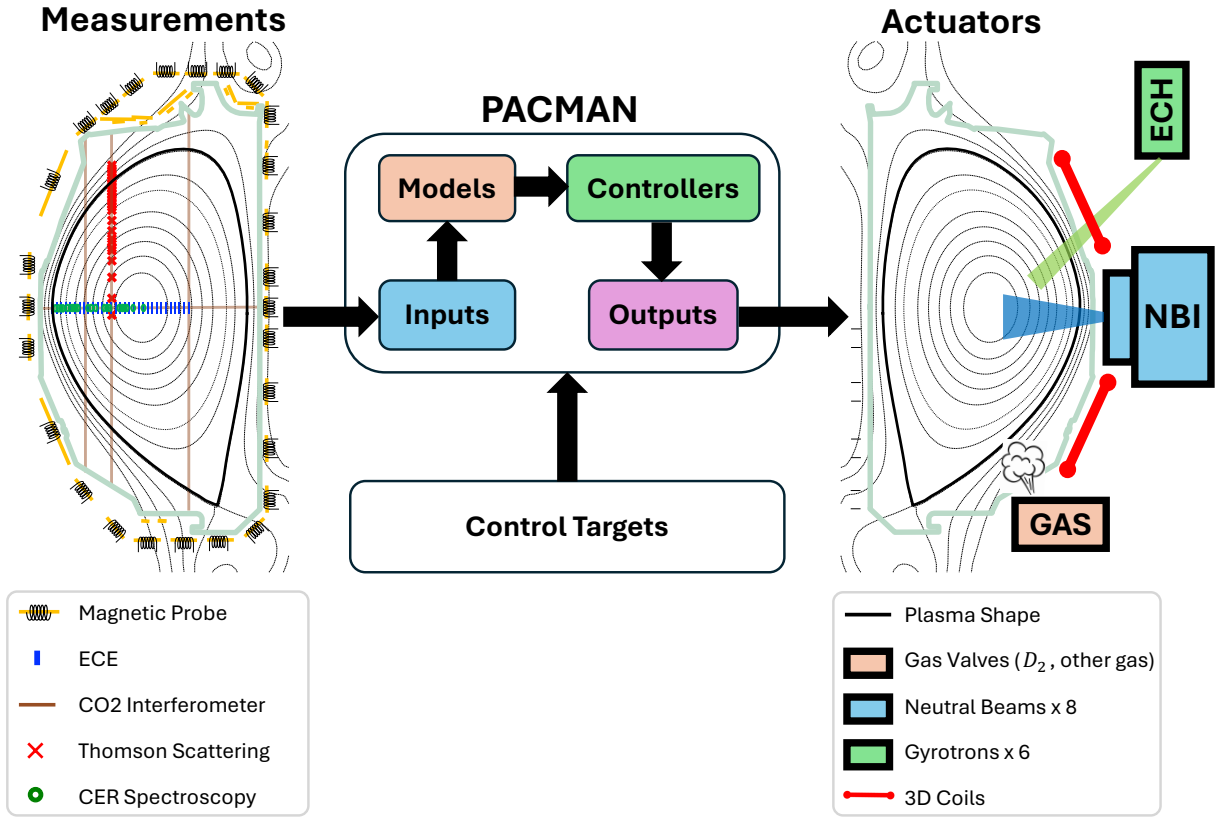 Measurements
Actuators
PACMAN
Models
Controllers
Inputs
Outputs
Control Targets
ECH
NBI
GAS
Magnetic Probe
ECE
CO2 Interferometer
Thomson Scattering
CER Spectroscopy
Plasma Shape
Gas Valves (D₂ , other gas)
Neutral Beams x 8
Gyrotrons x 6
3D Coils